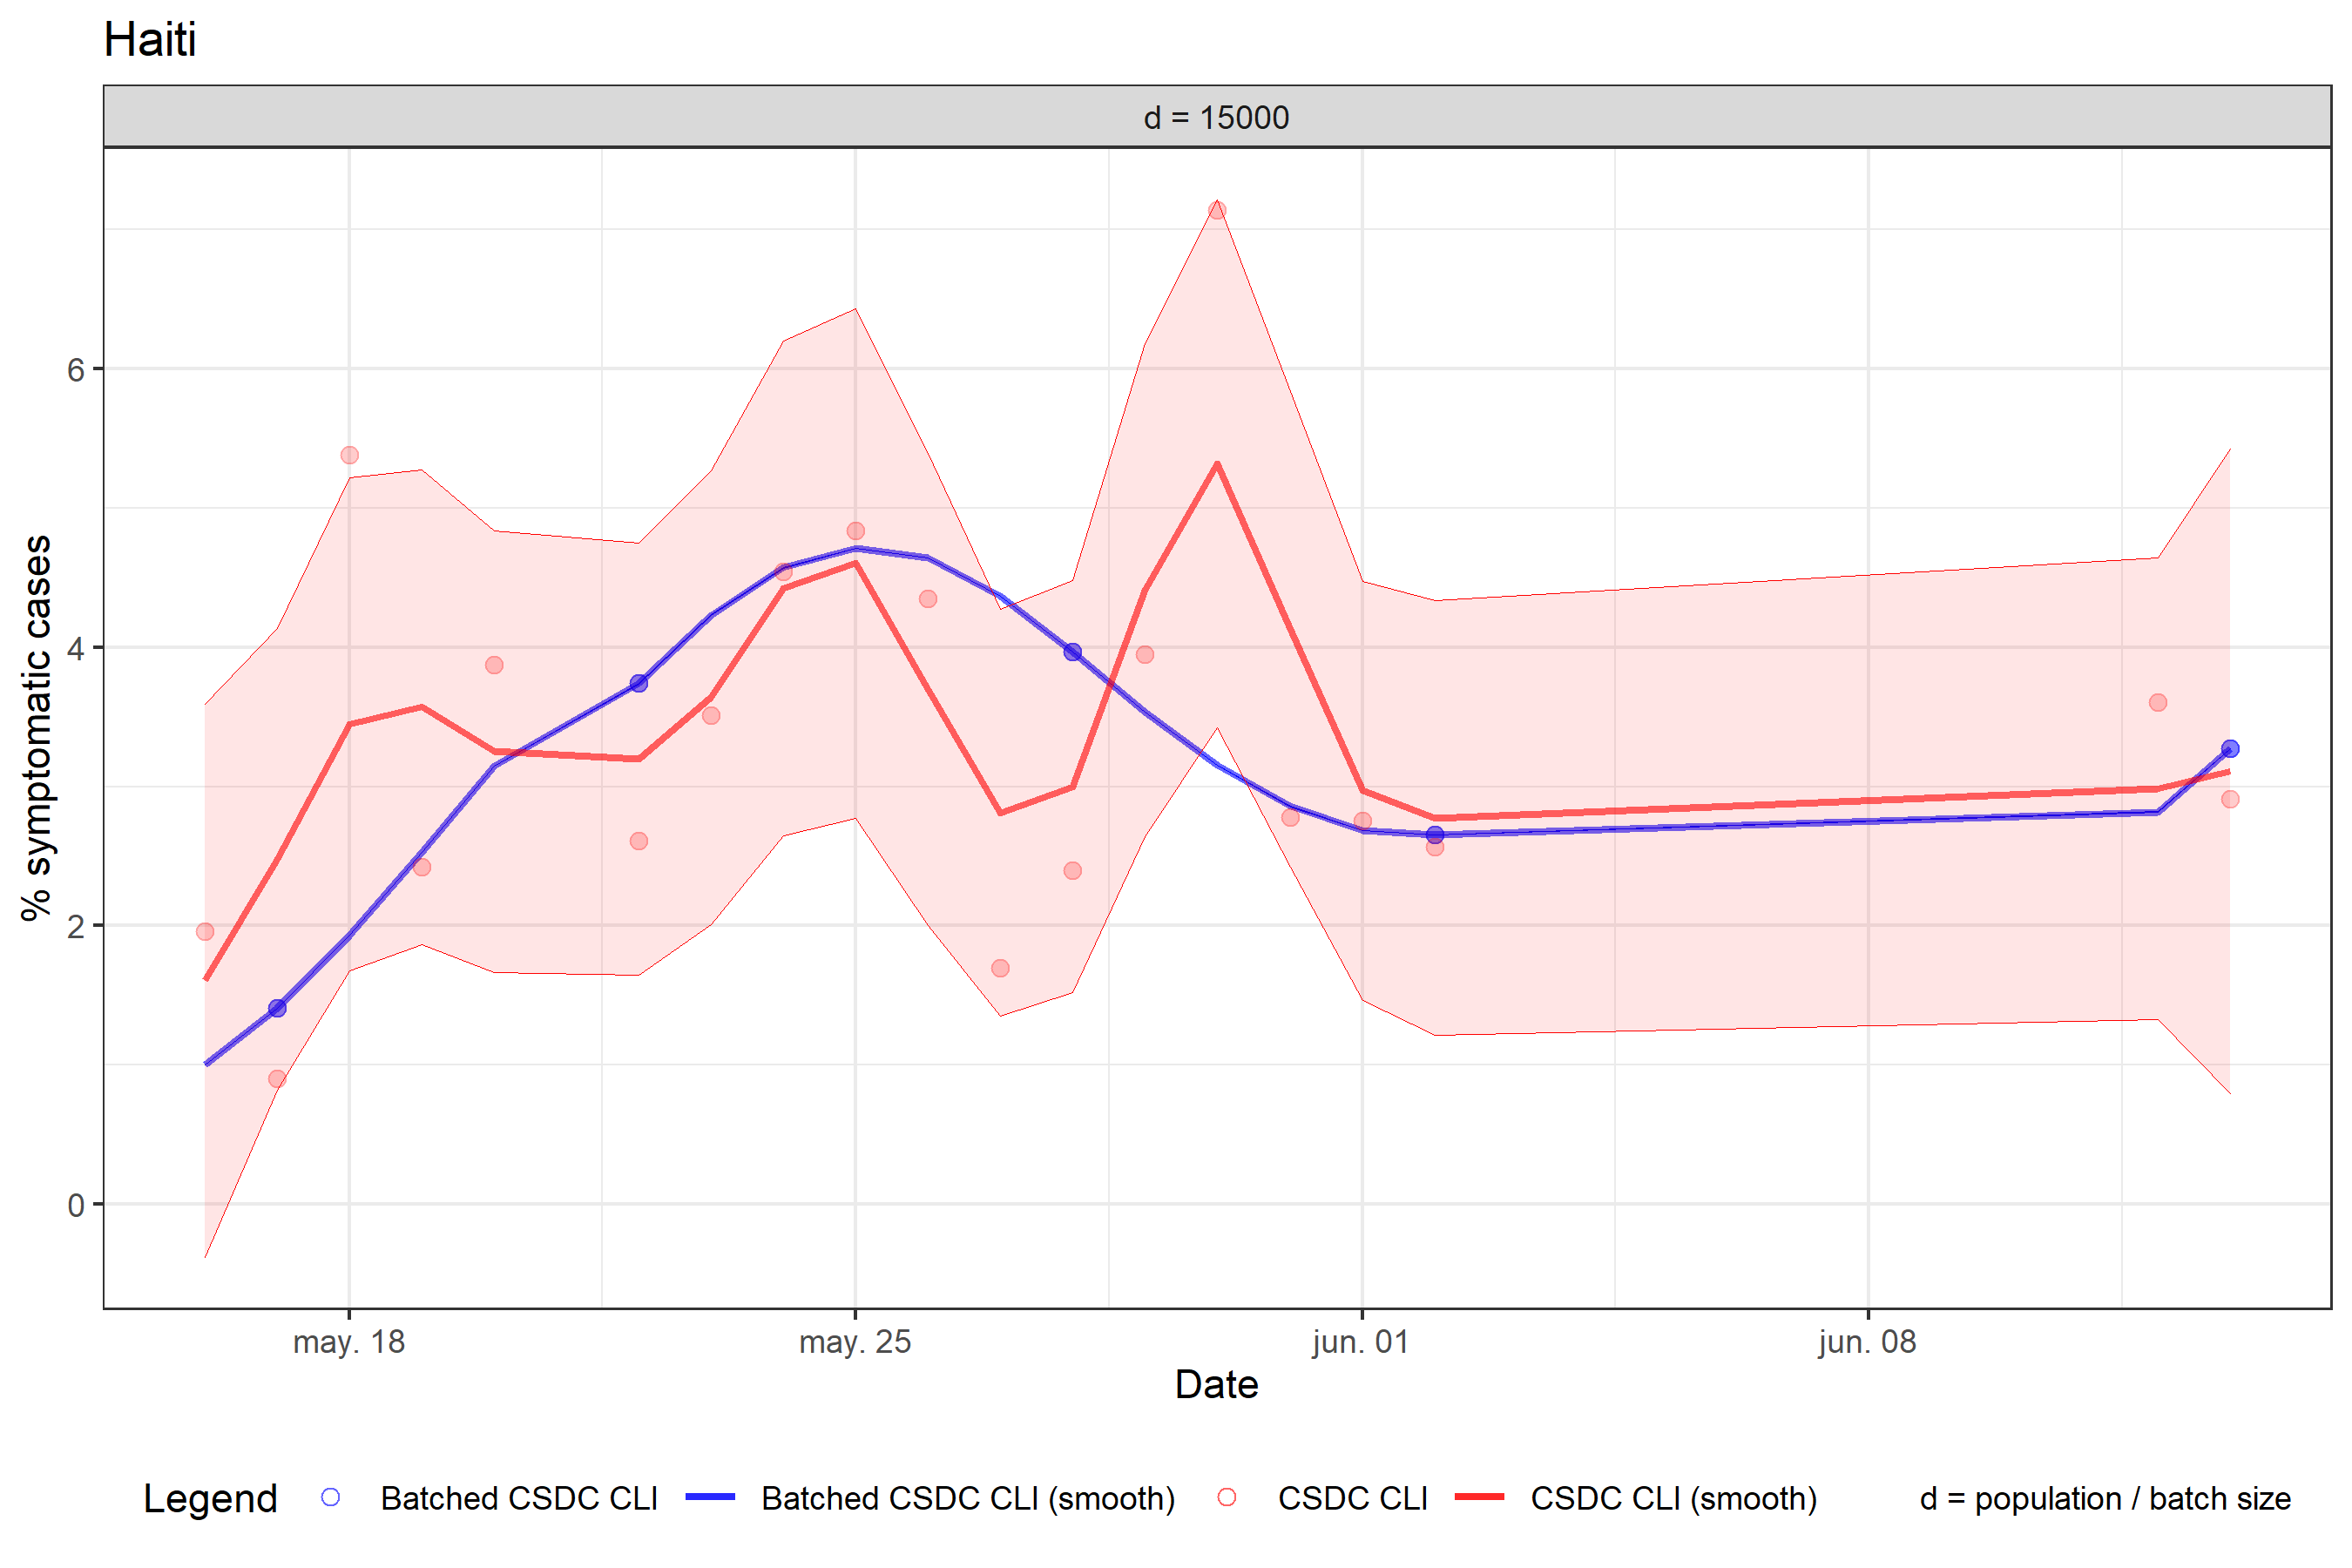 Haiti
d = 15000
% symptomatic cases
6
4
2
0
may. 18 may. 25 jun. 01 jun. 08
Date
Legend Batched CSDC CLI Batched CSDC CLI (smooth) CSDC CLI CSDC CLI (smooth) d = population / batch size